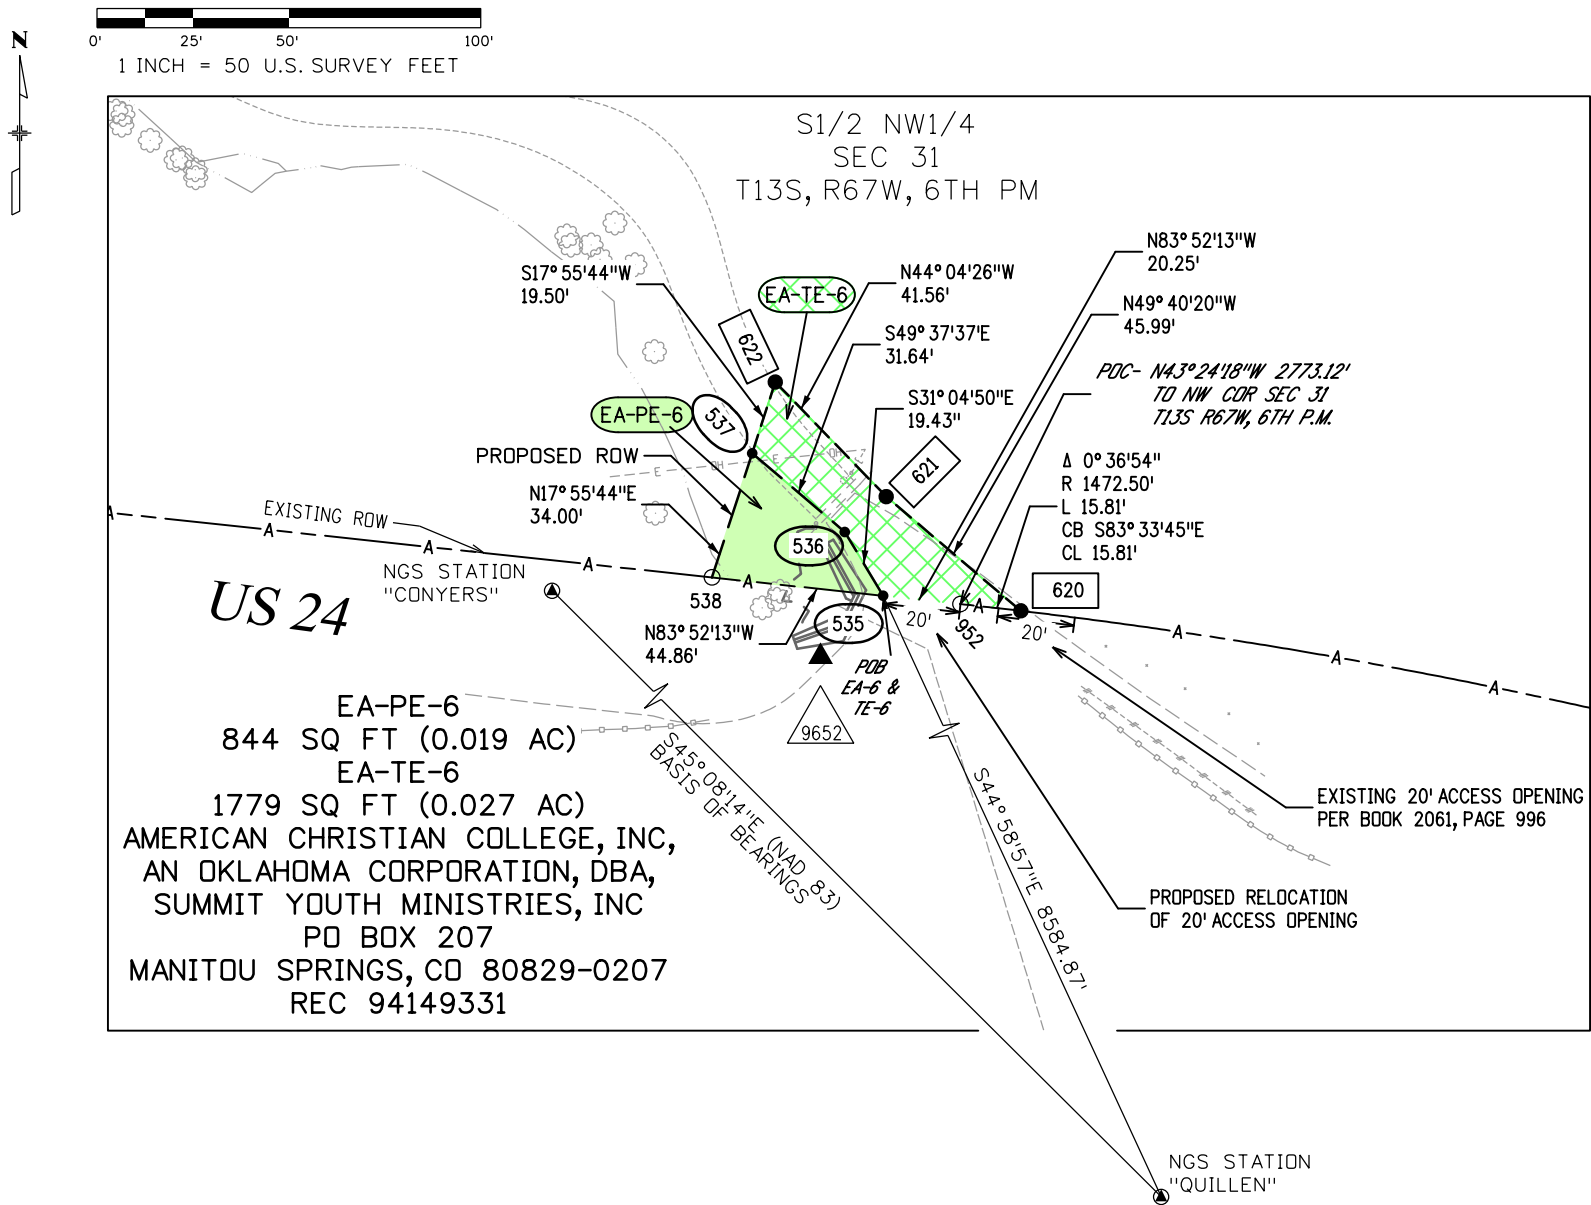 0' 25' 50' 100'
1 INCH = 50 U.S. SURVEY FEET
N
S1/2 NW1/4
SEC 31
T13S, R67W, 6TH PM
S17°55'44"W
19.50'
EA-TE-6
N44°04'26"W
41.56'
N83°52'13"W
20.25'
N49°40'20"W
45.99'
622
S49°37'37"E
31.64'
POC- N43°24'18"W 2773.12'
TO NW COR SEC 31
T13S R67W, 6TH P.M.
EA-PE-6
537
S31°04'50"E
19.43"
PROPOSED ROW
E
E
OH
OH
621
Δ 0°36'54"
R 1472.50'
L 15.81'
CB S83°33'45"E
CL 15.81'
N17°55'44"E
34.00'
EXISTING ROW
A
A
A
A
A
A
A
A
A
536
NGS STATION
"CONYERS"
538
620
US 24
535
20'
952
20'
N83°52'13"W
44.86'
POB
EA-6 &
TE-6
9652
EA-PE-6
844 SQ FT (0.019 AC)
EA-TE-6
1779 SQ FT (0.027 AC)
AMERICAN CHRISTIAN COLLEGE, INC,
AN OKLAHOMA CORPORATION, DBA,
SUMMIT YOUTH MINISTRIES, INC
PO BOX 207
MANITOU SPRINGS, CO 80829-0207
REC 94149331
S45°08'14"E (NAD 83)
BASIS OF BEARINGS
S44°58'57"E 8584.87'
EXISTING 20' ACCESS OPENING
PER BOOK 2061, PAGE 996
PROPOSED RELOCATION
OF 20' ACCESS OPENING
NGS STATION
"QUILLEN"